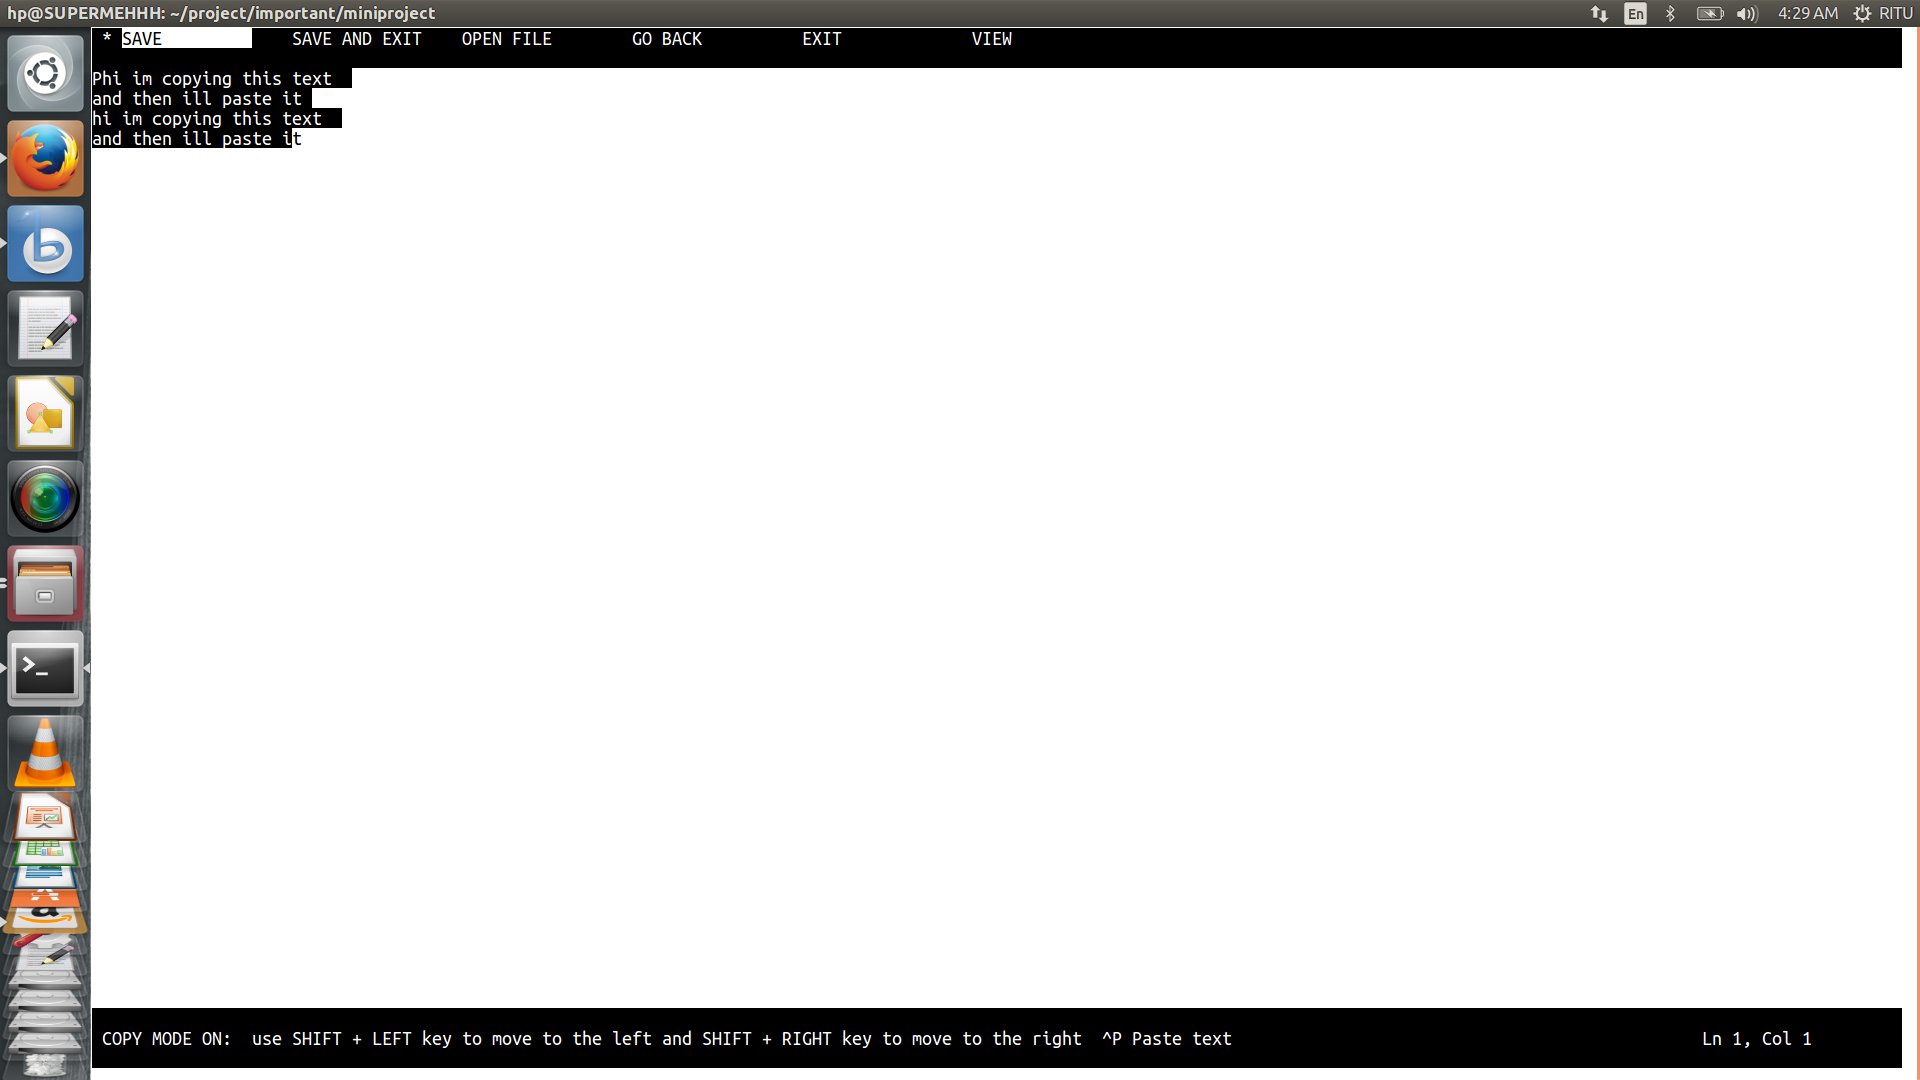 hp@SUPERMEHHH: ~/project/important/miniproject
En
4:29 AM
RITU
* SAVE SAVE AND EXIT OPEN FILE GO BACK EXIT VIEW
Phi im copying this text
and then ill paste it
hi im copying this text
and then ill paste it
COPY MODE ON: use SHIFT + LEFT key to move to the left and SHIFT + RIGHT key to move to the right ^P Paste text
Ln 1, Col 1